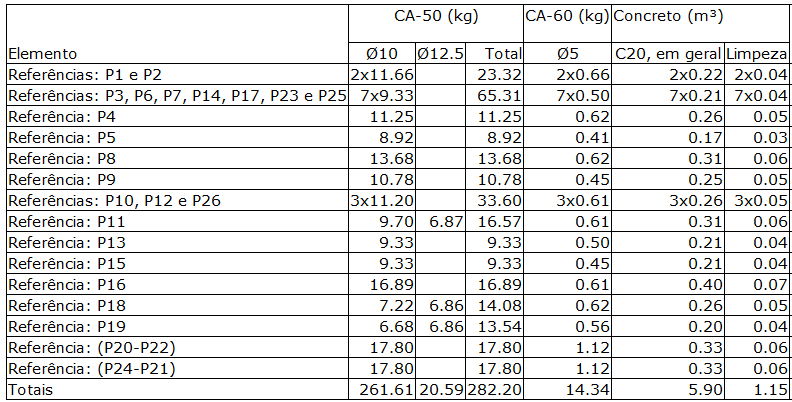 CA-50 (kg) CA-60 (kg) Concreto (m³)
Elemento Ø10 Ø12.5 Total Ø5 C20, em geral Limpeza
Referências: P1 e P2 2x11.66 23.32 2x0.66 2x0.22 2x0.04
Referências: P3, P6, P7, P14, P17, P23 e P25 7x9.33 65.31 7x0.50 7x0.21 7x0.04
Referência: P4 11.25 11.25 0.62 0.26 0.05
Referência: P5 8.92 8.92 0.41 0.17 0.03
Referência: P8 13.68 13.68 0.62 0.31 0.06
Referência: P9 10.78 10.78 0.45 0.25 0.05
Referências: P10, P12 e P26 3x11.20 33.60 3x0.61 3x0.26 3x0.05
Referência: P11 9.70 6.87 16.57 0.61 0.31 0.06
Referência: P13 9.33 9.33 0.50 0.21 0.04
Referência: P15 9.33 9.33 0.45 0.21 0.04
Referência: P16 16.89 16.89 0.61 0.40 0.07
Referência: P18 7.22 6.86 14.08 0.62 0.26 0.05
Referência: P19 6.68 6.86 13.54 0.56 0.20 0.04
Referência: (P20-P22) 17.80 17.80 1.12 0.33 0.06
Referência: (P24-P21) 17.80 17.80 1.12 0.33 0.06
Totais 261.61 20.59 282.20 14.34 5.90 1.15